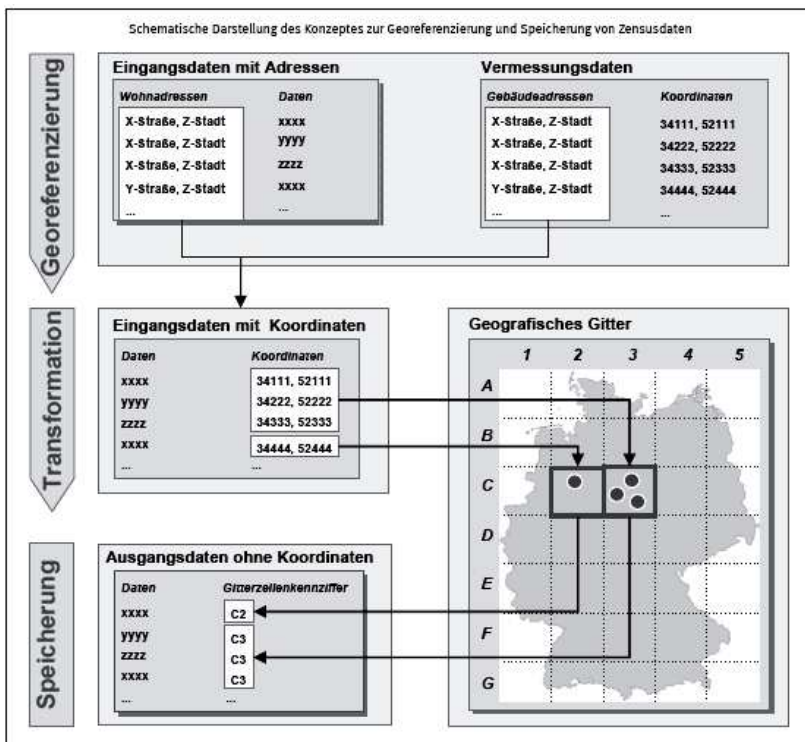 Schematische Darstellung des Konzeptes zur Georeferenzierung und Speicherung von Zensusdaten
Georeferenzierung
Eingangsdaten mit Adressen
Wohnadressen Daten
X-Straße, Z-Stadt xxxx
X-Straße, Z-Stadt yyyy
X-Straße, Z-Stadt zzzz
Y-Straße, Z-Stadt xxxx
... ...
Vermessungsdaten
Gebäudeadressen Koordinaten
X-Straße, Z-Stadt 34111, 52111
X-Straße, Z-Stadt 34222, 52222
X-Straße, Z-Stadt 34333, 52333
Y-Straße, Z-Stadt 34444, 52444
... ...
Transformation
Eingangsdaten mit Koordinaten
Daten Koordinaten
xxxx 34111, 52111
yyyy 34222, 52222
zzzz 34333, 52333
xxxx 34444, 52444
... ...
Geografisches Gitter
1 2 3 4 5
A
B
C
D
E
F
G
Speicherung
Ausgangsdaten ohne Koordinaten
Daten Gitterzellenkennziffer
xxxx C2
yyyy C3
zzzz C3
xxxx C3
... ...